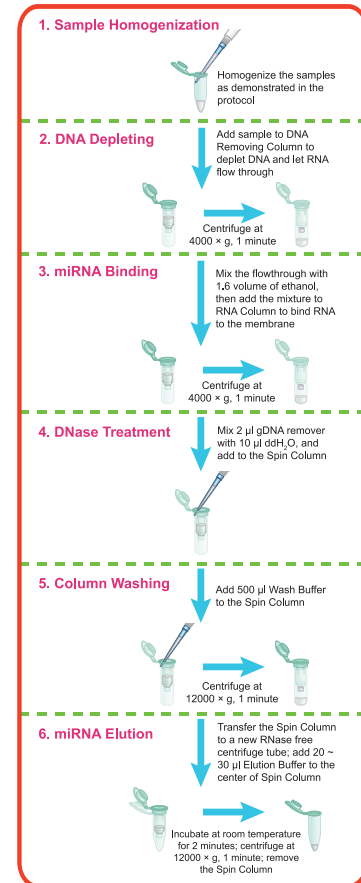 1. Sample Homogenization
Homogenize the samples
as demonstrated in the
protocol
2. DNA Depleting
Add sample to DNA
Removing Column to
deplet DNA and let RNA
flow through
Centrifuge at
4000 × g, 1 minute
3. miRNA Binding
Mix the flowthrough with
1.6 volume of ethanol,
then add the mixture to
RNA Column to bind RNA
to the membrane
Centrifuge at
4000 × g, 1 minute
4. DNase Treatment
Mix 2 µl gDNA remover
with 10 µl ddH₂O, and
add to the Spin Column
5. Column Washing
Add 500 µl Wash Buffer
to the Spin Column
Centrifuge at
12000 × g, 1 minute
6. miRNA Elution
Transfer the Spin Column
to a new RNase free
centrifuge tube; add 20 ~
30 µl Elution Buffer to the
center of Spin Column
Incubate at room temperature
for 2 minutes; centrifuge at
12000 × g, 1 minute; remove
the Spin Column